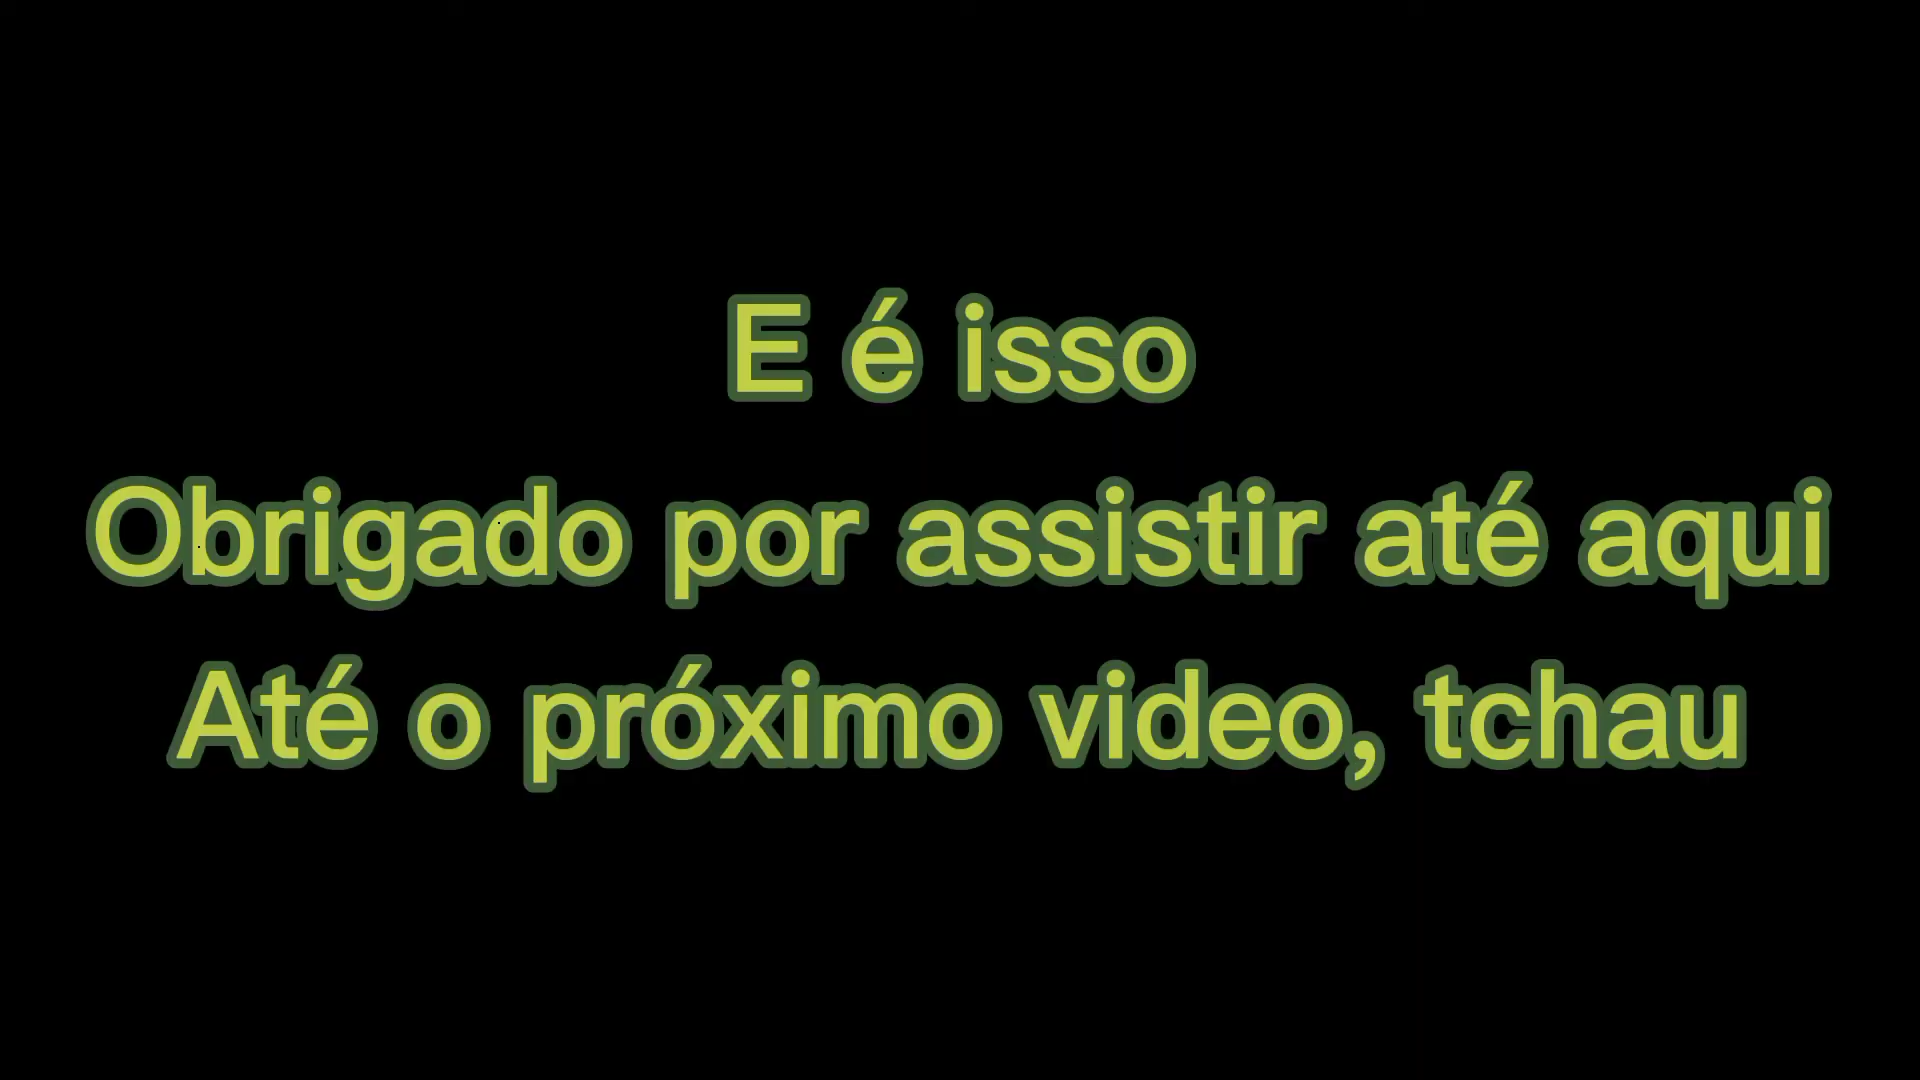 E é isso
Obrigado por assistir até aqui
Até o próximo video, tchau